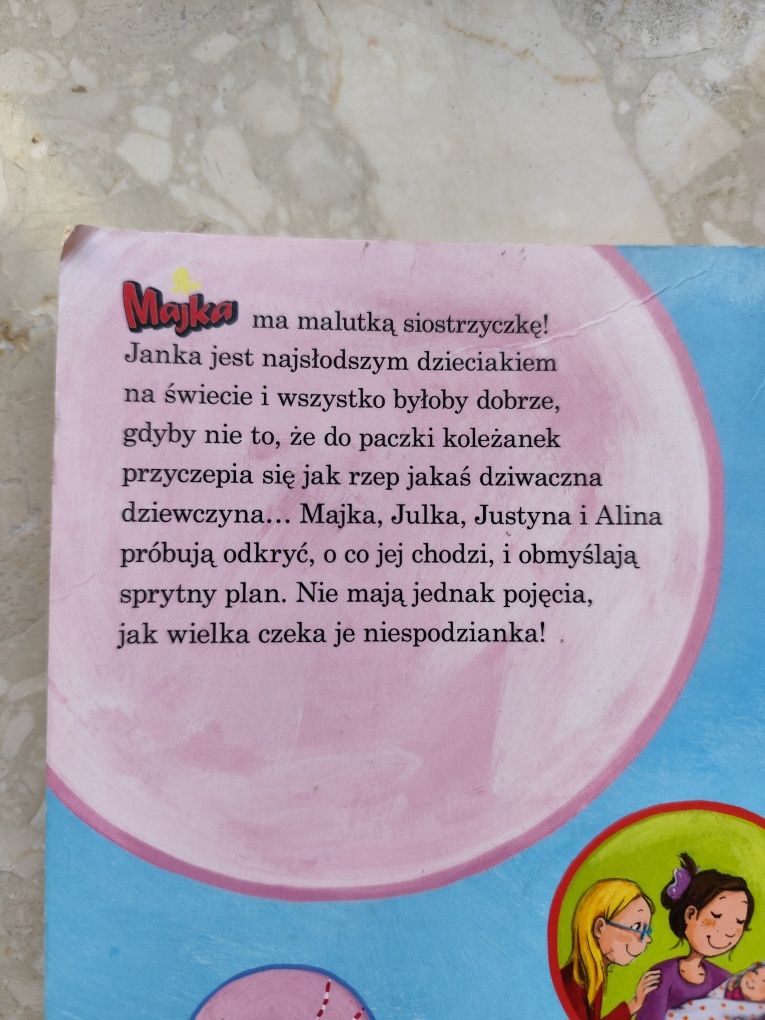 Majka ma malutką siostrzyczkę!
Janka jest najsłodszym dzieciakiem
na świecie i wszystko byłoby dobrze,
gdyby nie to, że do paczki koleżanek
przyczepia się jak rzep jakaś dziwaczna
dziewczyna... Majka, Julka, Justyna i Alina
próbują odkryć, o co jej chodzi, i obmyślają
sprytny plan. Nie mają jednak pojęcia,
jak wielka czeka je niespodzianka!